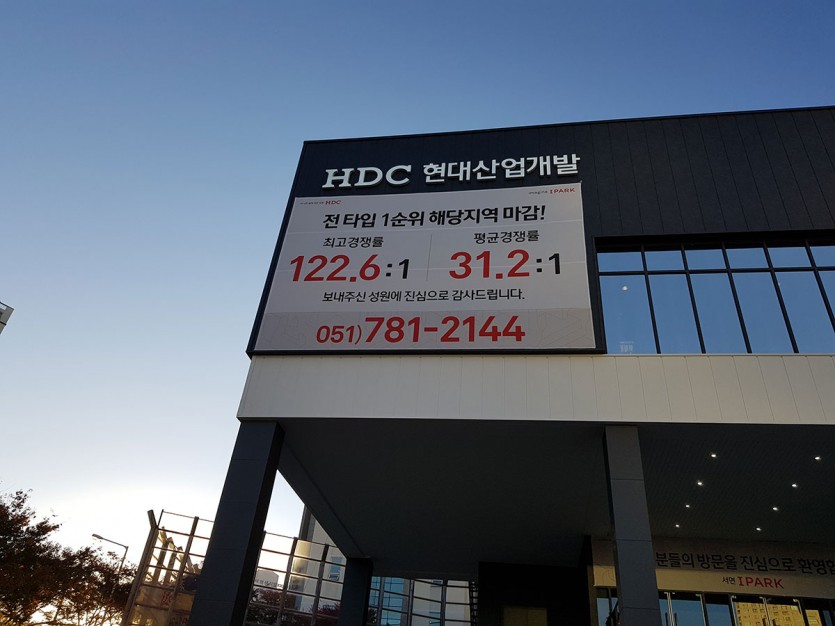 HDC 현대산업개발
HDC
imagine IPARK
전 타입 1순위 해당지역 마감!
최고경쟁률 평균경쟁률
122.6:1 31.2:1
보내주신 성원에 진심으로 감사드립니다.
051)781-2144
분들의 방문을 진심으로 환영합
서면 IPARK